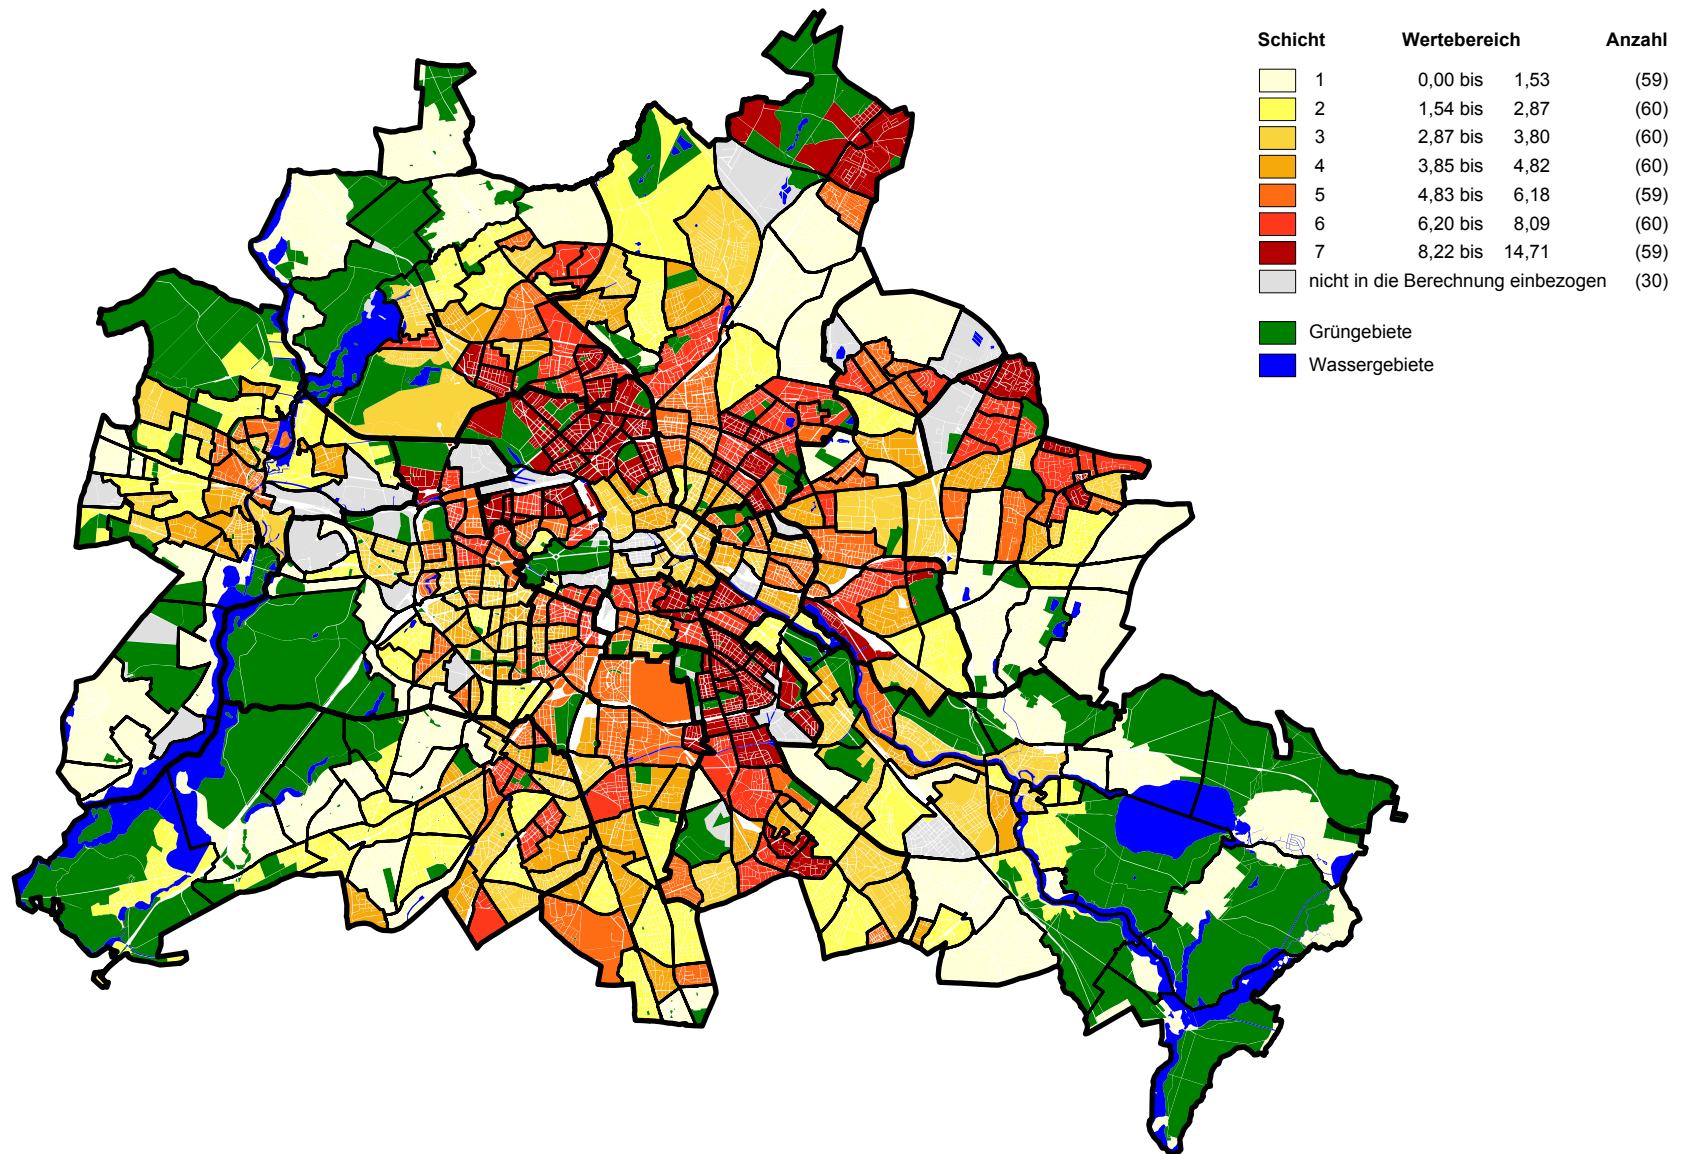 Schicht Wertebereich Anzahl
1 0,00 bis 1,53 (59)
2 1,54 bis 2,87 (60)
3 2,87 bis 3,80 (60)
4 3,85 bis 4,82 (60)
5 4,83 bis 6,18 (59)
6 6,20 bis 8,09 (60)
7 8,22 bis 14,71 (59)
nicht in die Berechnung einbezogen (30)
Grüngebiete
Wassergebiete